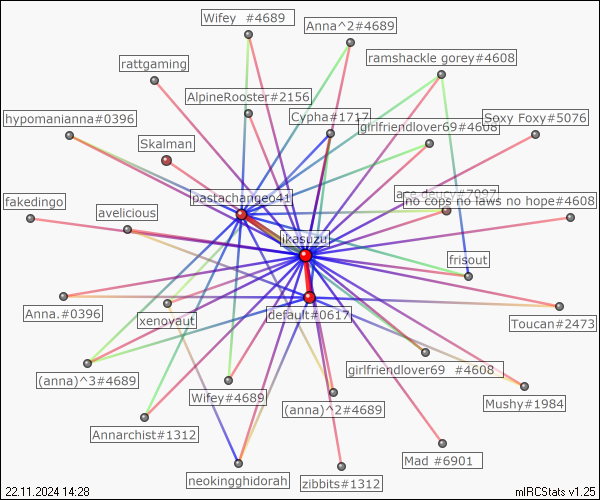 Wifey  #4689
Anna^2#4689
ramshackle gorey#4608
rattgaming
AlpineRooster#2156
hypomanianna#0396
Cypha#1717
girlfriendlover69#4608
Soxy Foxy#5076
Skalman
pastachangeo41
ace deucy#7097
no cops no laws no hope#4608
fakedingo
avelicious
ikasuzu
frisout
Anna.#0396
xenoyaut
default#0617
Toucan#2473
(anna)^3#4689
girlfriendlover69  #4608
Wifey#4689
(anna)^2#4689
Mushy#1984
Annarchist#1312
neokingghidorah
zibbits#1312
Mad #6901
22.11.2024 14:28
mIRCStats v1.25